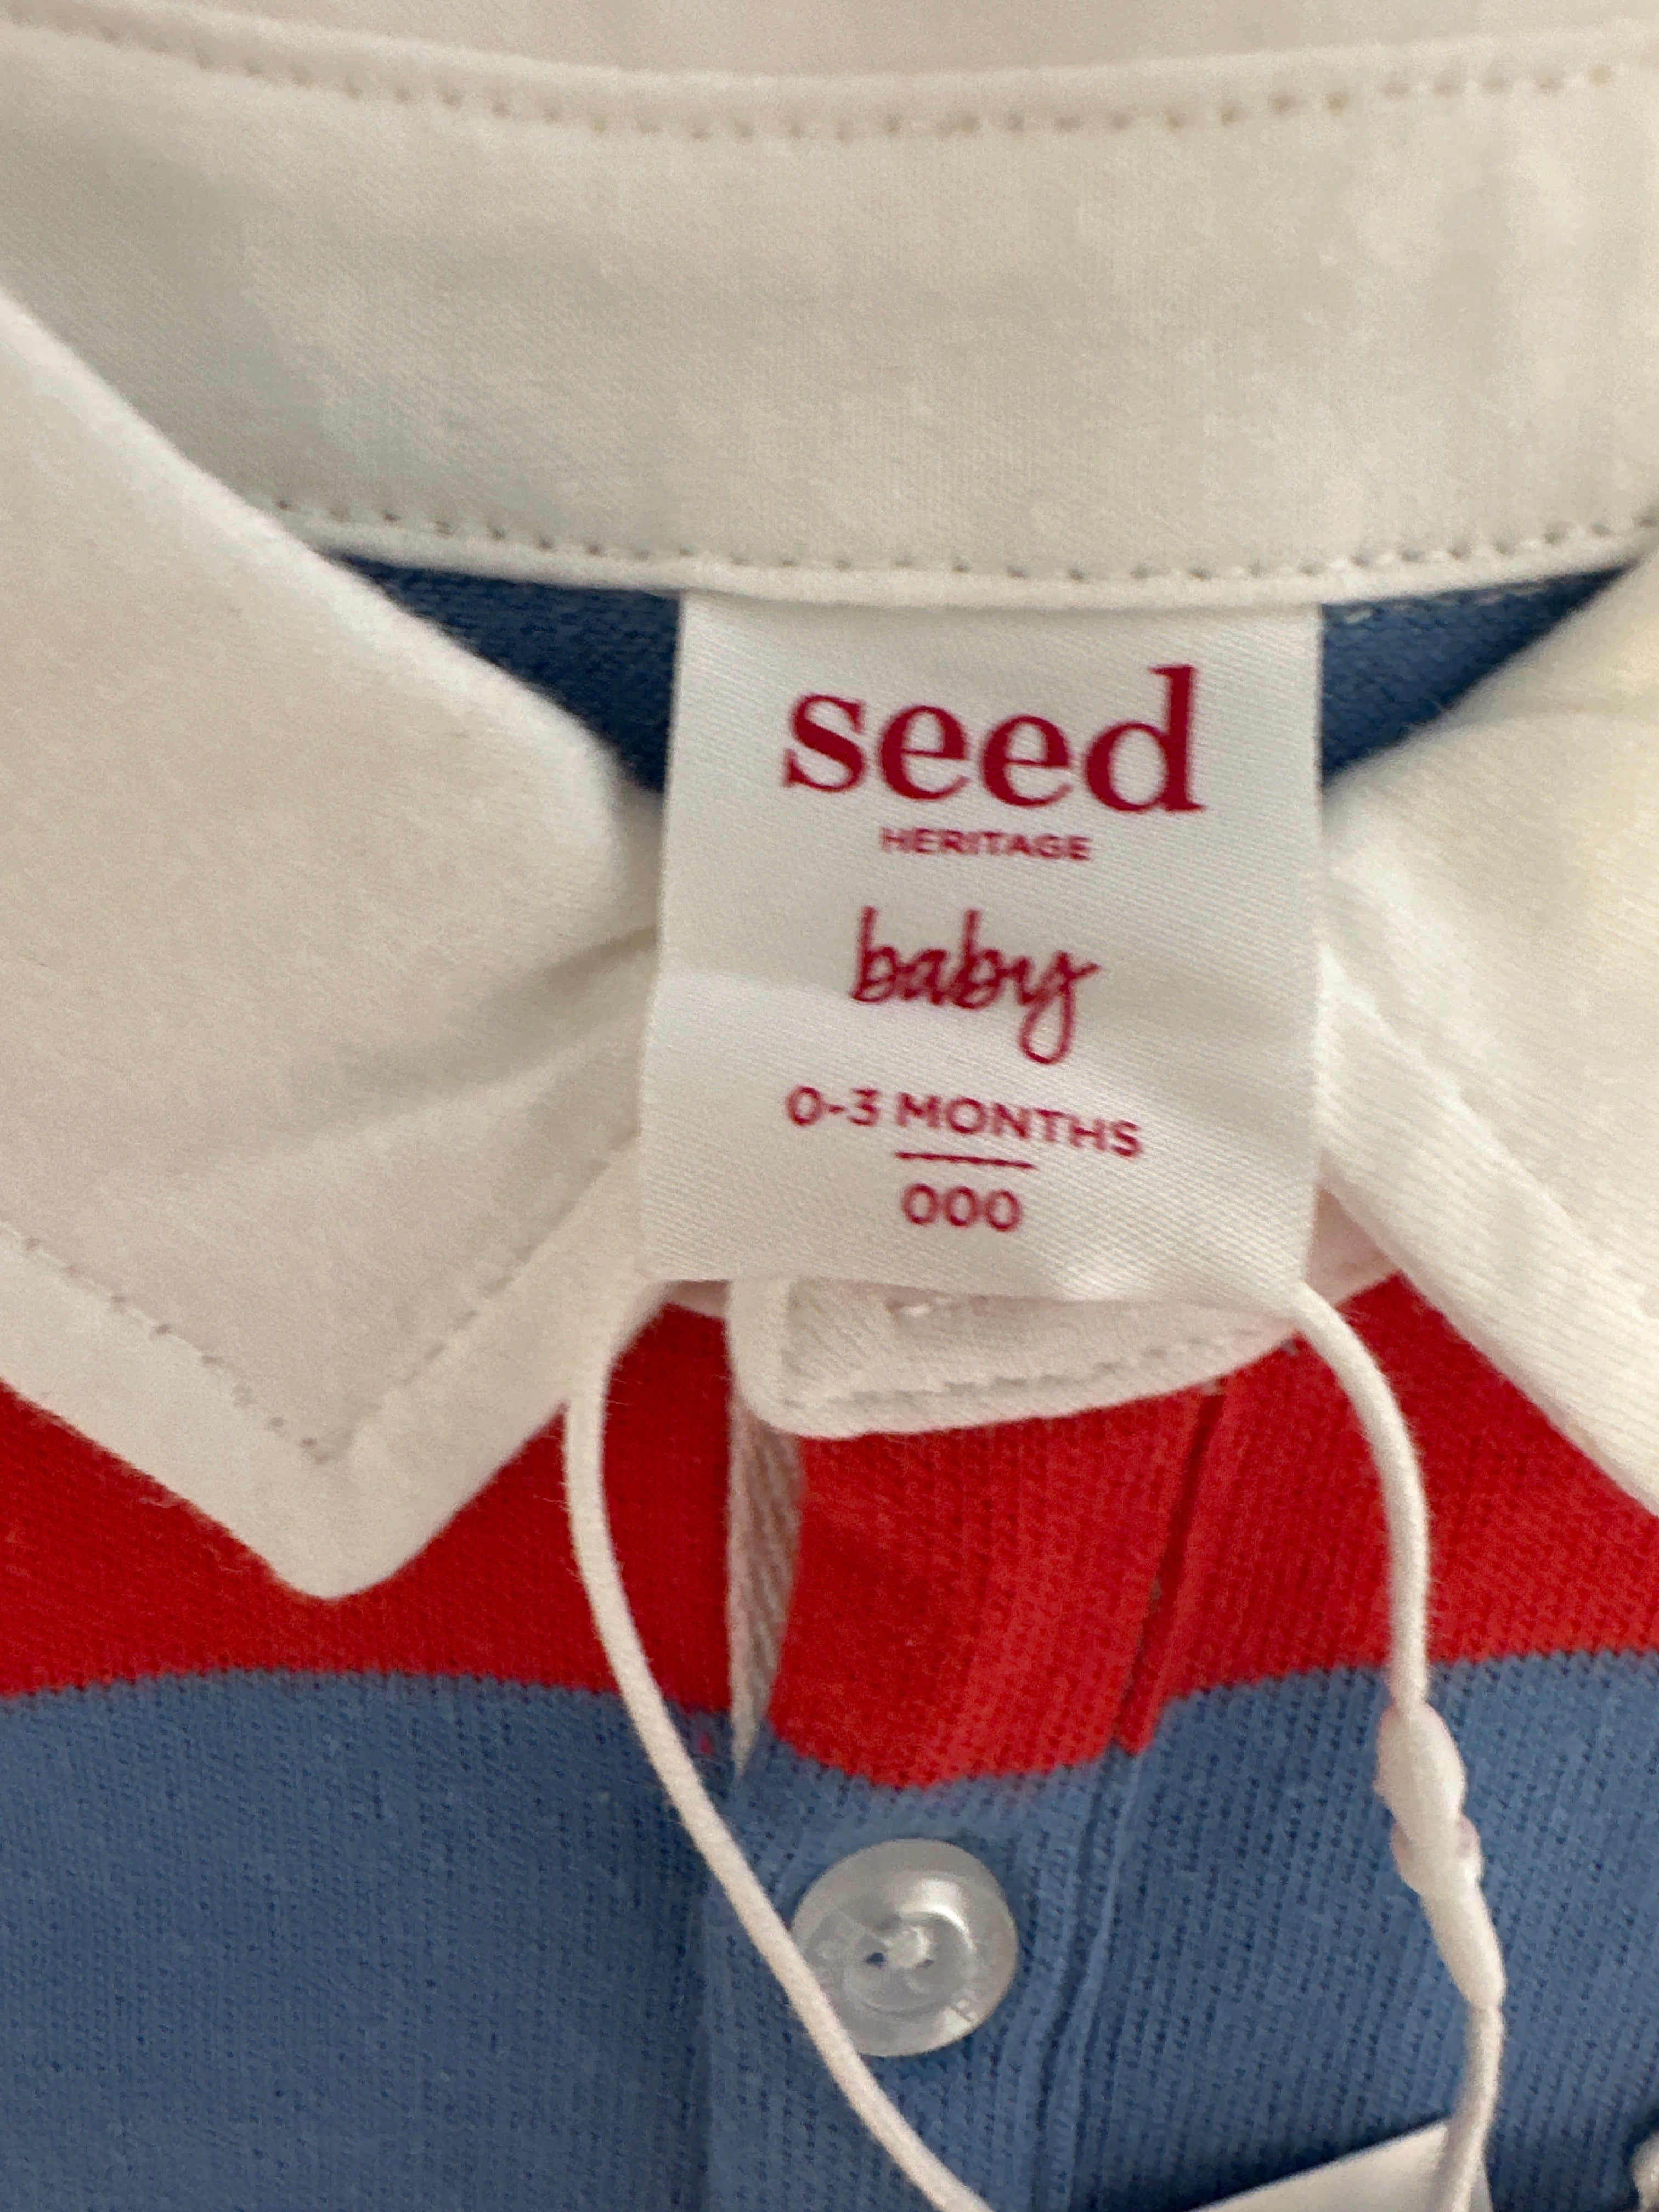 seed
HERITAGE
baby
0-3 MONTHS
000